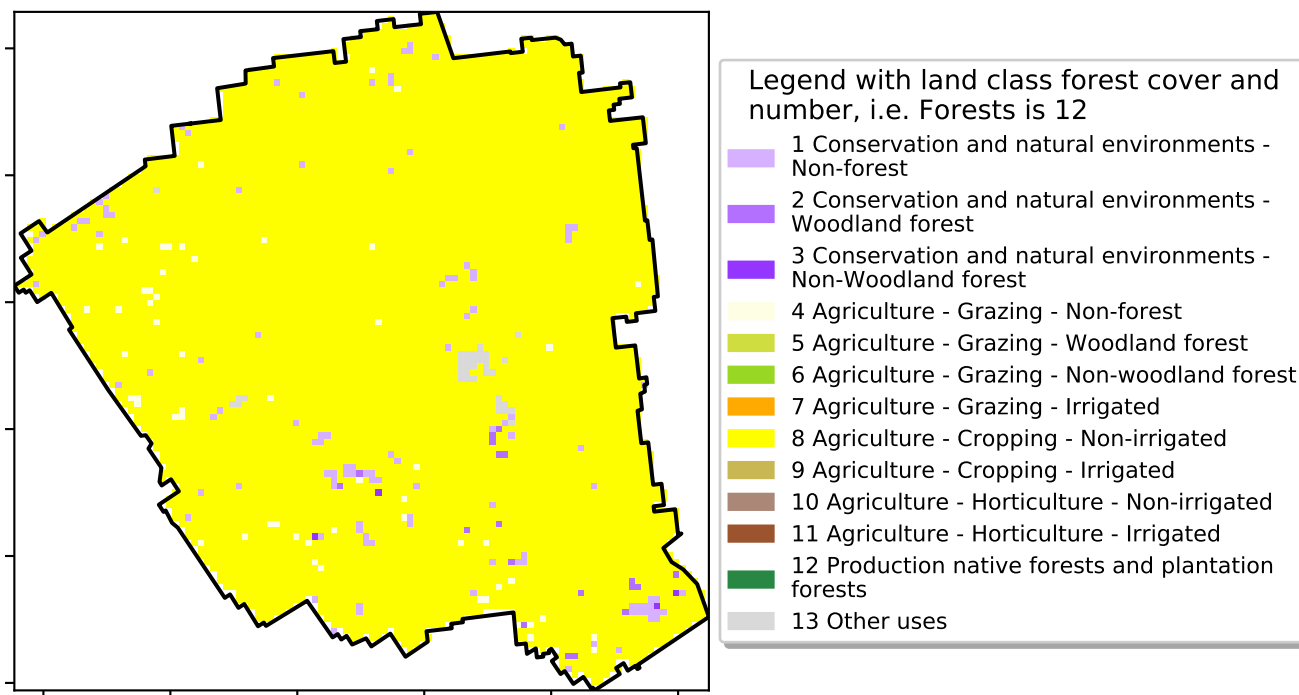 Legend with land class forest cover and
number, i.e. Forests is 12
1 Conservation and natural environments -
Non-forest
2 Conservation and natural environments -
Woodland forest
3 Conservation and natural environments -
Non-Woodland forest
4 Agriculture - Grazing - Non-forest
5 Agriculture - Grazing - Woodland forest
6 Agriculture - Grazing - Non-woodland forest
7 Agriculture - Grazing - Irrigated
8 Agriculture - Cropping - Non-irrigated
9 Agriculture - Cropping - Irrigated
10 Agriculture - Horticulture - Non-irrigated
11 Agriculture - Horticulture - Irrigated
12 Production native forests and plantation
forests
13 Other uses